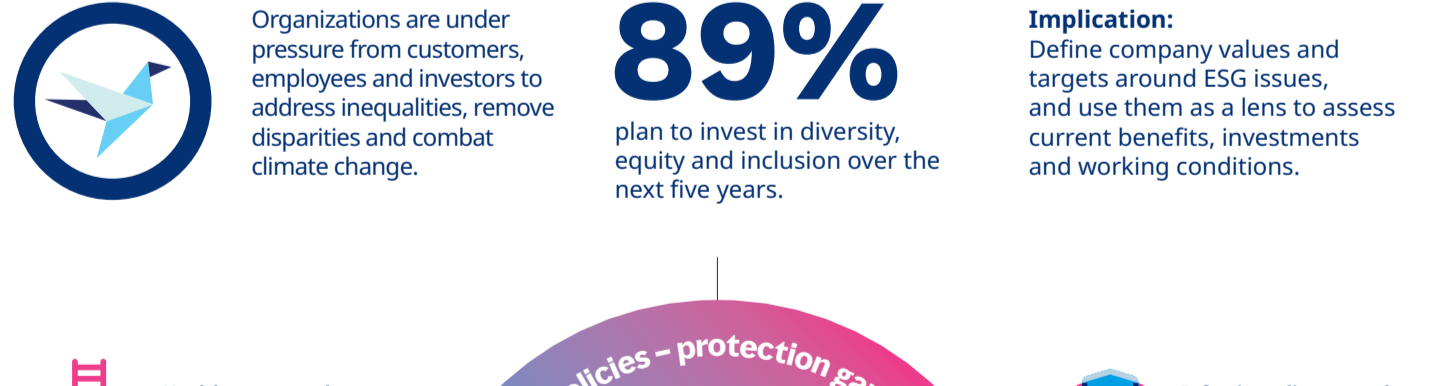 Organizations are under
pressure from customers,
employees and investors to
address inequalities, remove
disparities and combat
climate change.
89%
plan to invest in diversity,
equity and inclusion over the
next five years.
Implication:
Define company values and
targets around ESG issues,
and use them as a lens to assess
current benefits, investments
and working conditions.
– protection